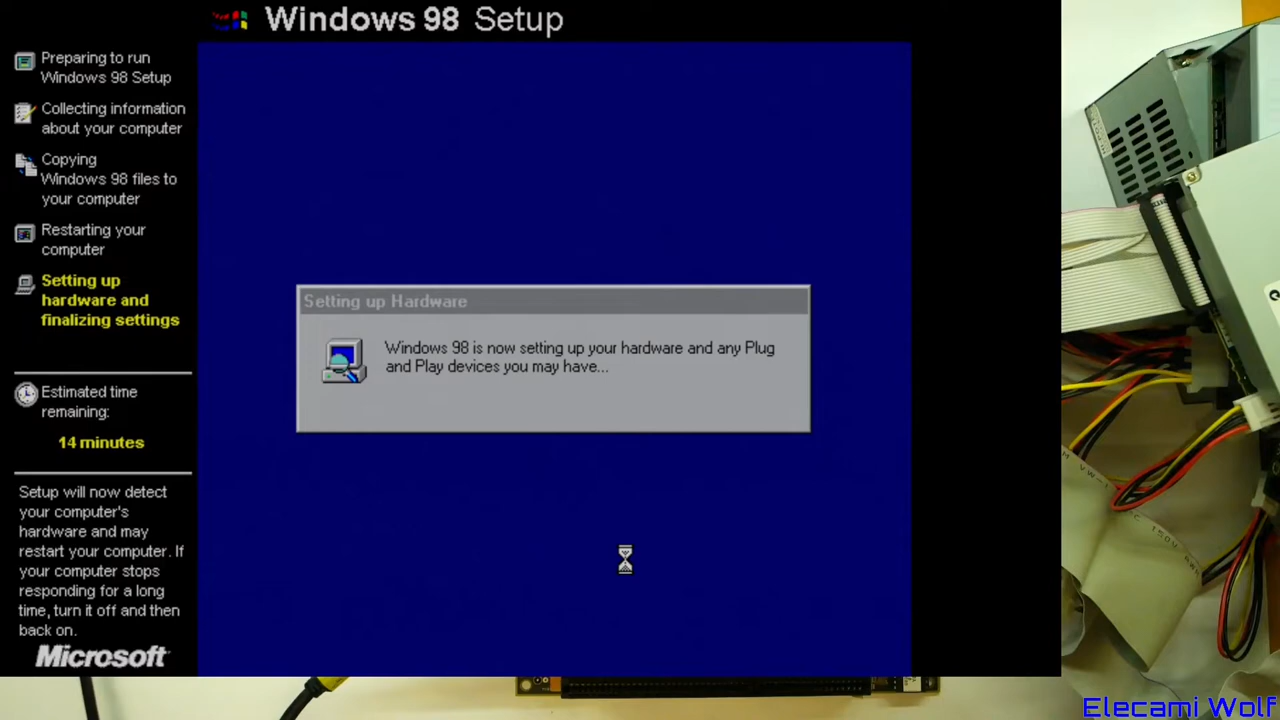 Windows 98 Setup
Preparing to run
Windows 98 Setup
Collecting information
about your computer
Copying
Windows 98 files to
your computer
Restarting your
computer
Setting up
hardware and
finalizing settings
Estimated time
remaining:
14 minutes
Setup will now detect
your computer's
hardware and may
restart your computer. If
your computer stops
responding for a long
time, turn it off and then
back on.
Microsoft
Setting up Hardware
Windows 98 is now setting up your hardware and any Plug
and Play devices you may have...
Elecami Wolf